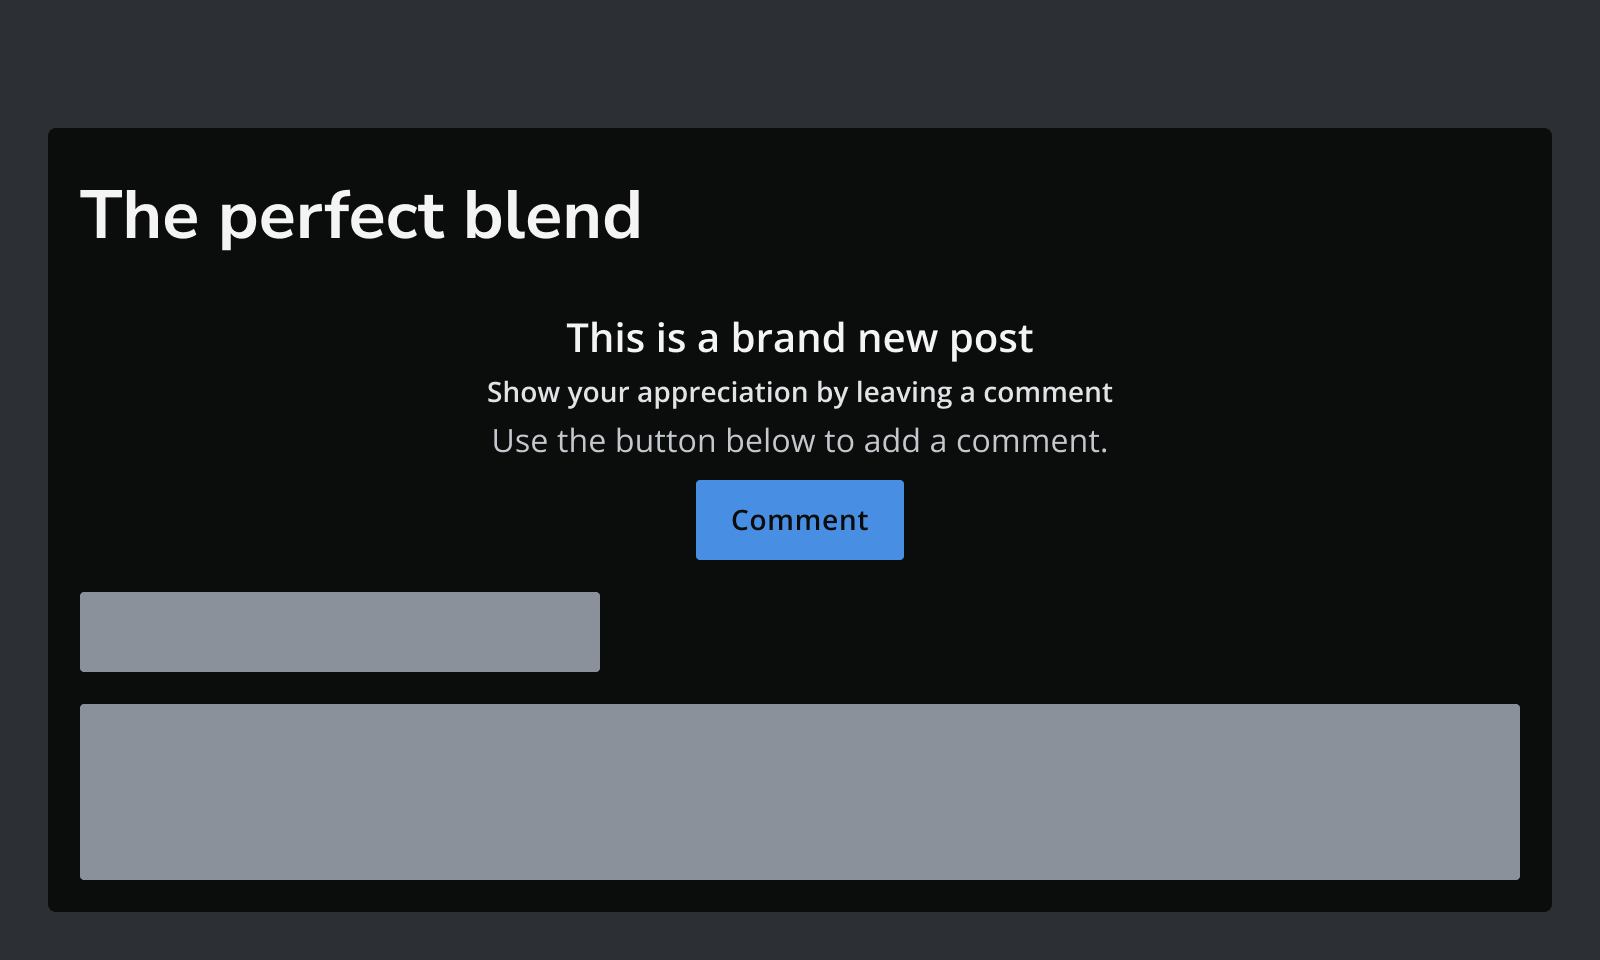 The perfect blend
This is a brand new post
Show your appreciation by leaving a comment
Use the button below to add a comment.
Comment